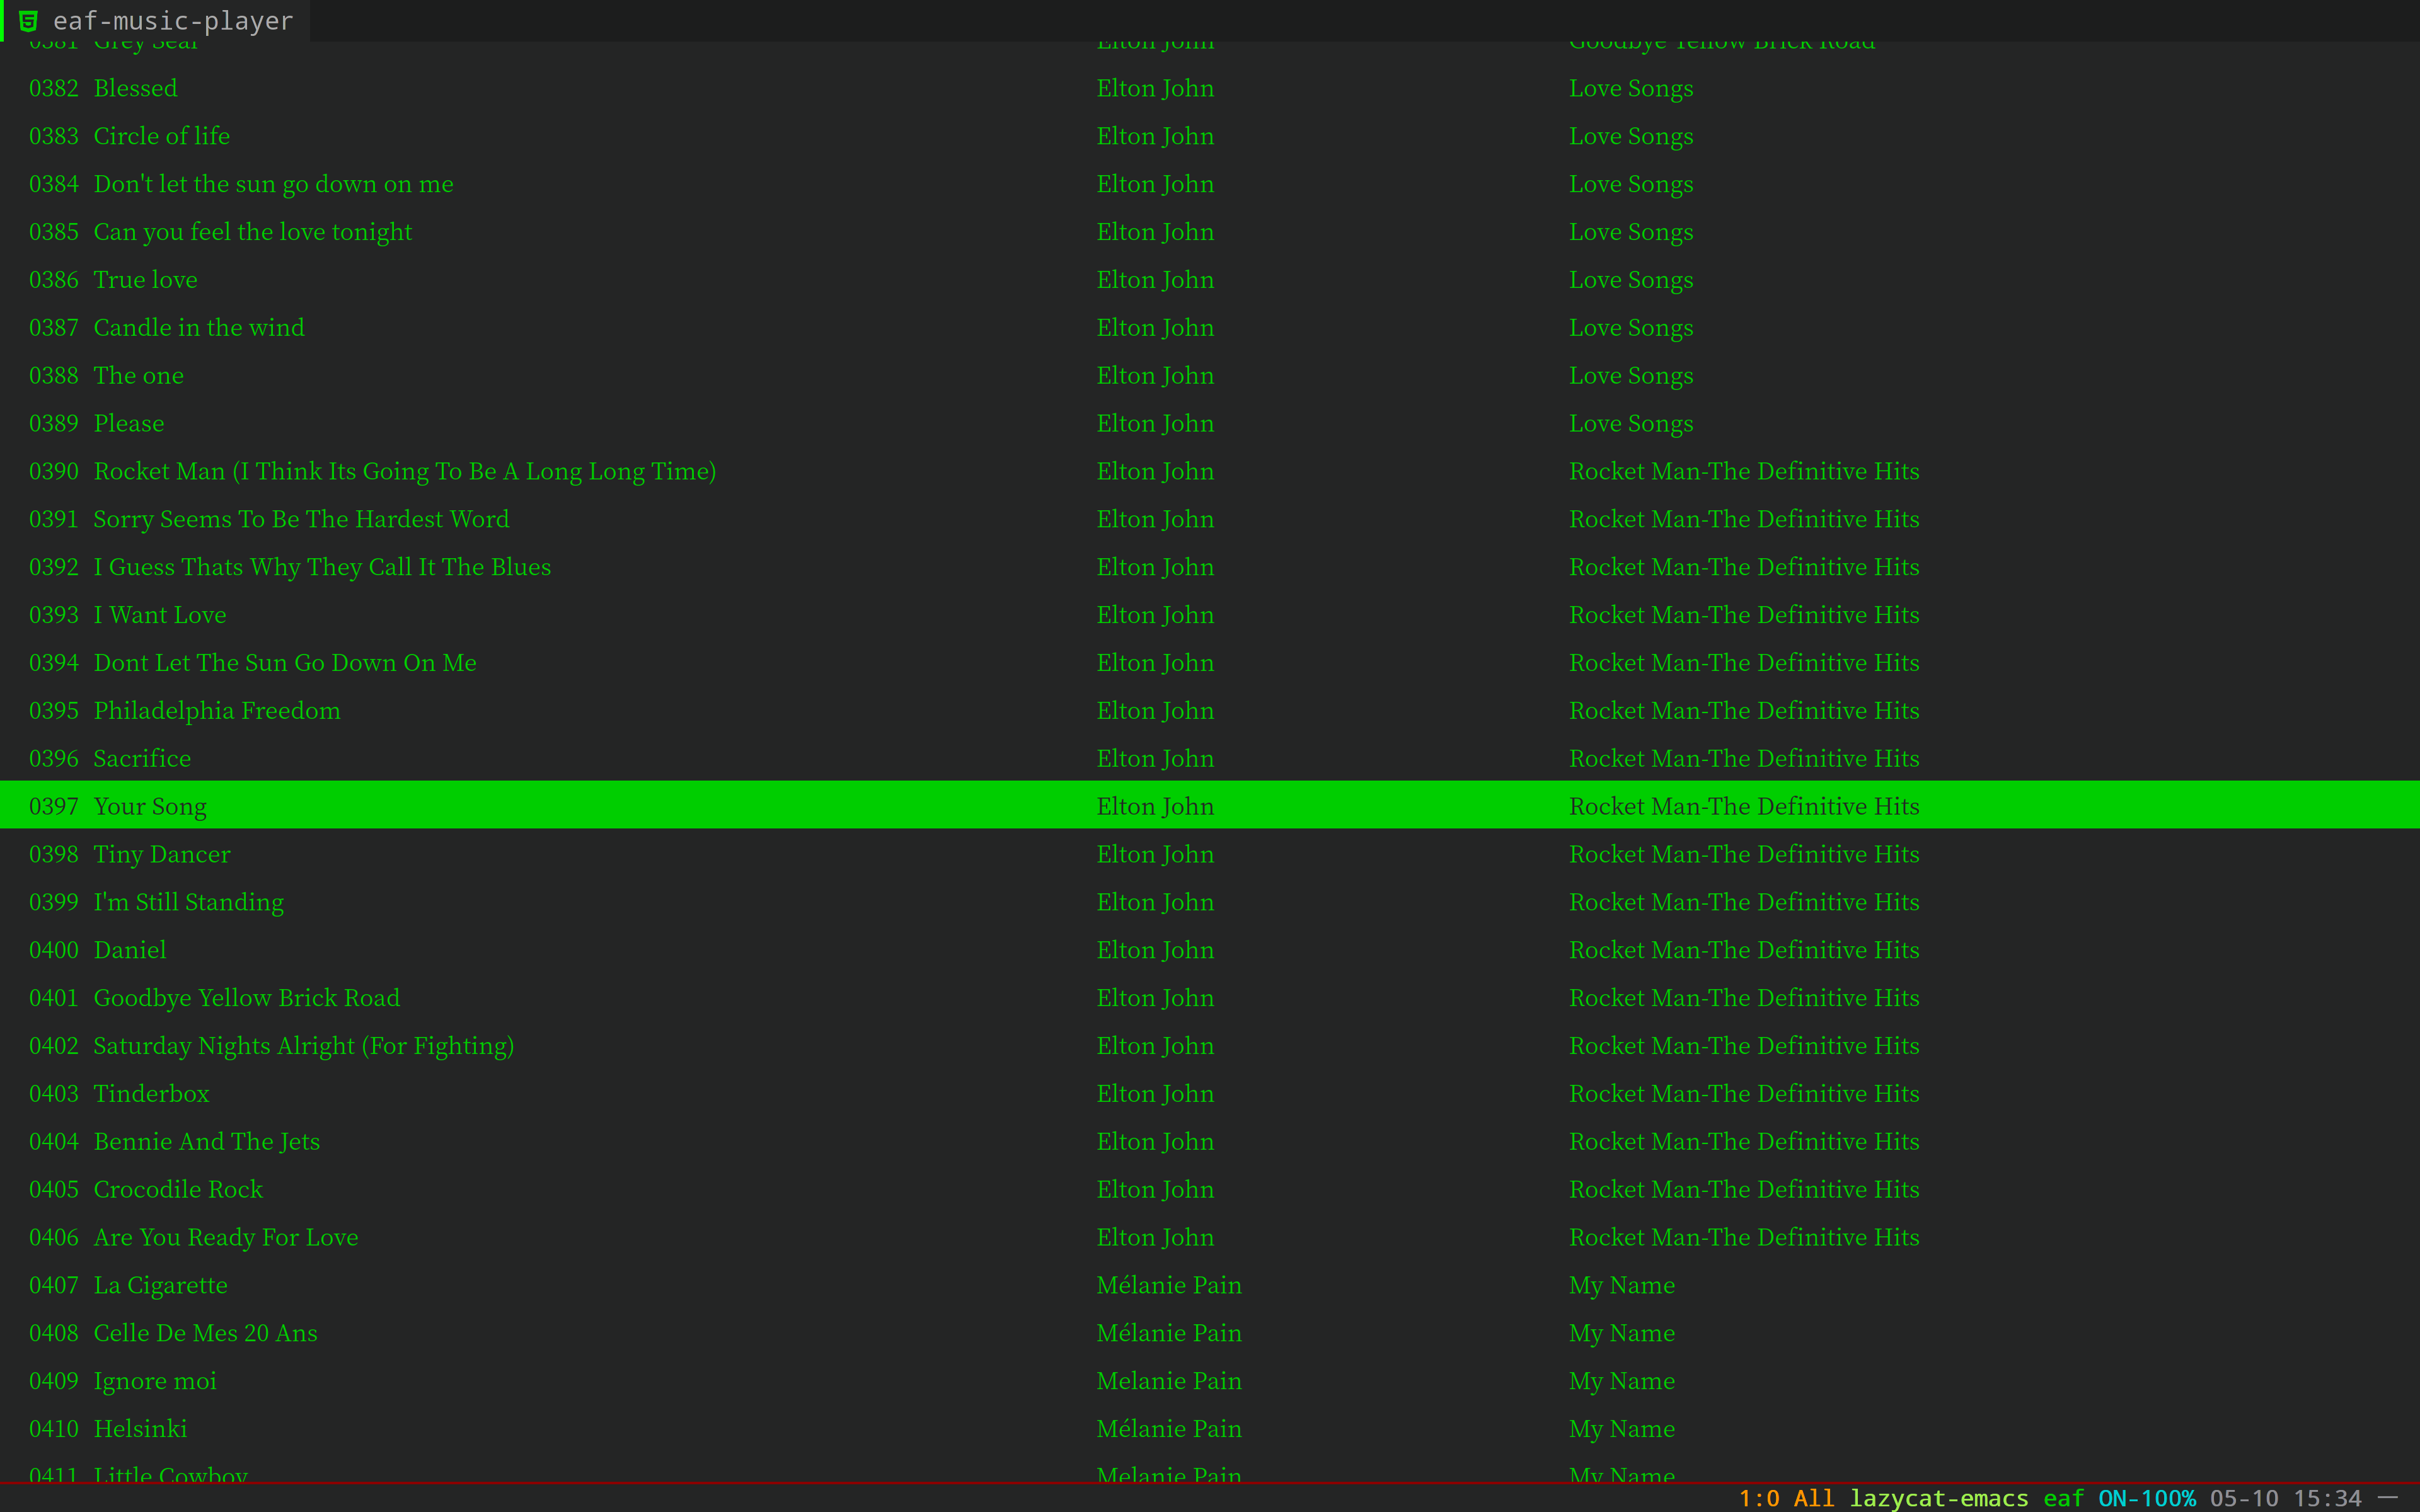 eaf-music-player
0381 Grey Seal Elton John Goodbye Yellow Brick Road
0382 Blessed Elton John Love Songs
0383 Circle of life Elton John Love Songs
0384 Don't let the sun go down on me Elton John Love Songs
0385 Can you feel the love tonight Elton John Love Songs
0386 True love Elton John Love Songs
0387 Candle in the wind Elton John Love Songs
0388 The one Elton John Love Songs
0389 Please Elton John Love Songs
0390 Rocket Man (I Think Its Going To Be A Long Long Time) Elton John Rocket Man-The Definitive Hits
0391 Sorry Seems To Be The Hardest Word Elton John Rocket Man-The Definitive Hits
0392 I Guess Thats Why They Call It The Blues Elton John Rocket Man-The Definitive Hits
0393 I Want Love Elton John Rocket Man-The Definitive Hits
0394 Dont Let The Sun Go Down On Me Elton John Rocket Man-The Definitive Hits
0395 Philadelphia Freedom Elton John Rocket Man-The Definitive Hits
0396 Sacrifice Elton John Rocket Man-The Definitive Hits
0397 Your Song Elton John Rocket Man-The Definitive Hits
0398 Tiny Dancer Elton John Rocket Man-The Definitive Hits
0399 I'm Still Standing Elton John Rocket Man-The Definitive Hits
0400 Daniel Elton John Rocket Man-The Definitive Hits
0401 Goodbye Yellow Brick Road Elton John Rocket Man-The Definitive Hits
0402 Saturday Nights Alright (For Fighting) Elton John Rocket Man-The Definitive Hits
0403 Tinderbox Elton John Rocket Man-The Definitive Hits
0404 Bennie And The Jets Elton John Rocket Man-The Definitive Hits
0405 Crocodile Rock Elton John Rocket Man-The Definitive Hits
0406 Are You Ready For Love Elton John Rocket Man-The Definitive Hits
0407 La Cigarette Mélanie Pain My Name
0408 Celle De Mes 20 Ans Mélanie Pain My Name
0409 Ignore moi Melanie Pain My Name
0410 Helsinki Mélanie Pain My Name
0411 Little Cowboy Melanie Pain My Name
1:0 All lazycat-emacs eaf ON-100% 05-10 15:34 一